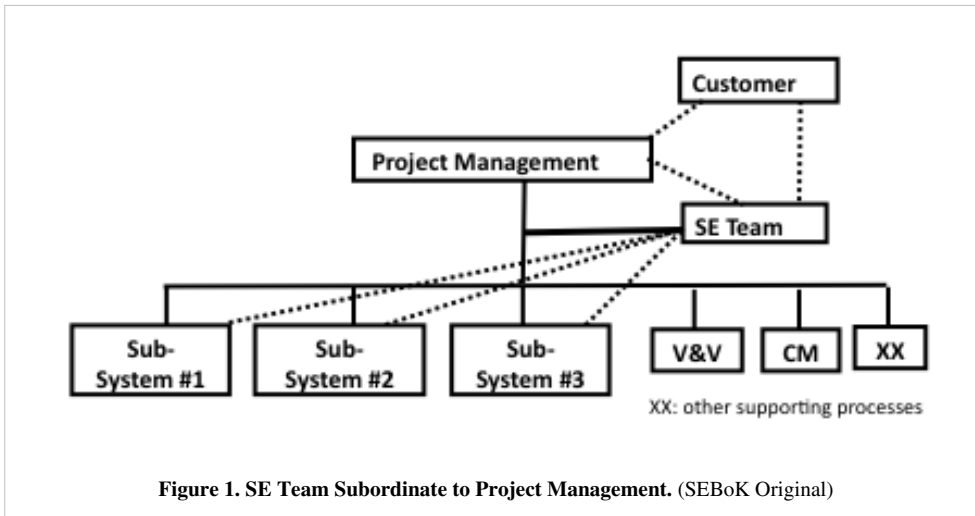 Customer
Project Management
SE Team
Sub-
System #1
Sub-
System #2
Sub-
System #3
V&V
CM
XX
XX: other supporting processes
Figure 1. SE Team Subordinate to Project Management. (SEBoK Original)